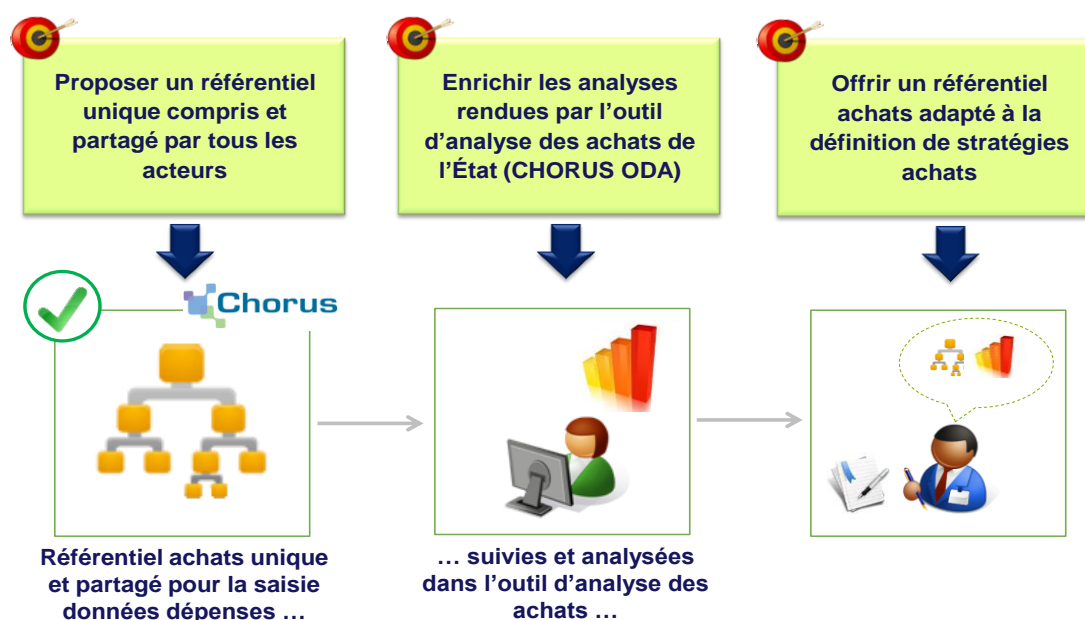 Proposer un référentiel
unique compris et
partagé par tous les
acteurs
Enrichir les analyses
rendues par l'outil
d'analyse des achats de
l'État (CHORUS ODA)
Offrir un référentiel
achats adapté à la
définition de stratégies
achats
Chorus
Référentiel achats unique
et partagé pour la saisie
données dépenses …
… suivies et analysées
dans l'outil d'analyse des
achats …